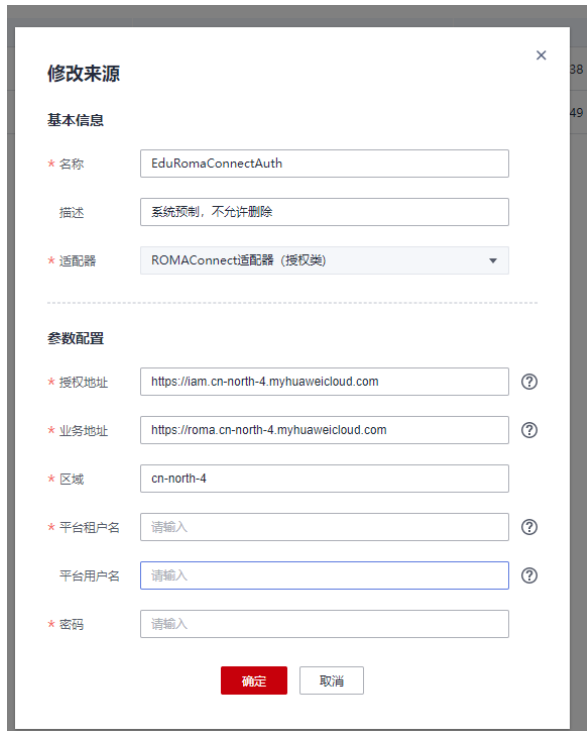 修改来源
×
38
49
基本信息
* 名称 EduRomaConnectAuth
描述 系统预制，不允许删除
* 适配器 ROMAConnect适配器（授权类）
参数配置
* 授权地址 https://iam.cn-north-4.myhuaweicloud.com ?
* 业务地址 https://roma.cn-north-4.myhuaweicloud.com ?
* 区域 cn-north-4
* 平台租户名 请输入 ?
平台用户名 请输入 ?
* 密码 请输入
确定 取消